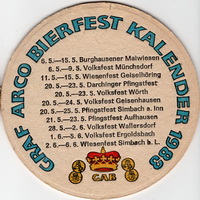 GRAF ARCO BIERFEST KALENDER 1983
6. 5.—15. 5. Burghausener Maiwiesen
6. 5.—9. 5. Volksfest Münchsdorf
11. 5.—15. 5. Wiesenfest Geiselhöring
20. 5.—23. 5. Darchinger Pfingstfest
20. 5.—23. 5. Volksfest Wörth
20. 5.—24. 5. Volksfest Geisenhausen
20. 5.—25. 5. Pfingstfest Simbach a. Inn
21. 5.—23. 5. Pfingstfest Aufhausen
28. 5.—2. 6. Volksfest Wallersdorf
1. 6.—5. 6. Volksfest Ergoldsbach
2. 6.—6. 6. Wiesenfest Simbach a. L.
GAB